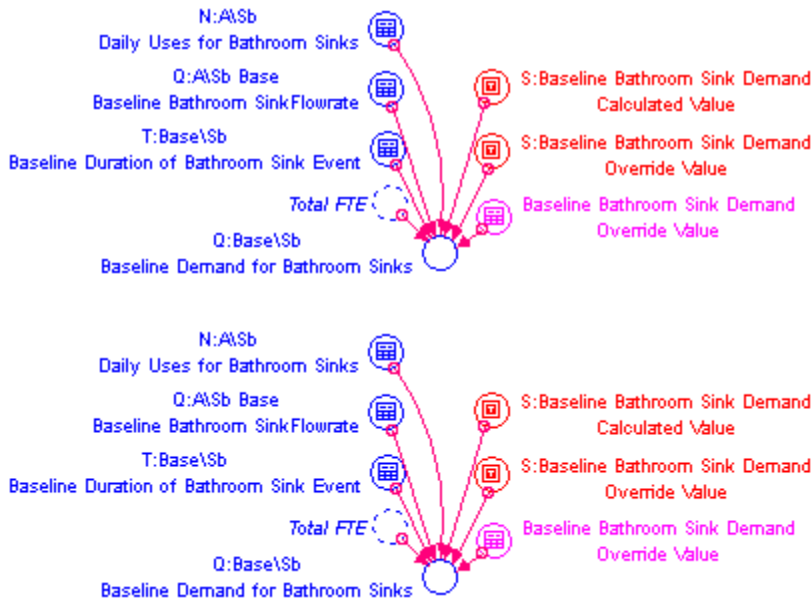 N:A\Sb
Daily Uses for Bathroom Sinks
Q:A\Sb Base
Baseline Bathroom SinkFlowrate
S:Baseline Bathroom Sink Demand
Calculated Value
T:Base\Sb
Baseline Duration of Bathroom Sink Event
S:Baseline Bathroom Sink Demand
Override Value
Total FTE
Baseline Bathroom Sink Demand
Override Value
Q:Base\Sb
Baseline Demand for Bathroom Sinks
N:A\Sb
Daily Uses for Bathroom Sinks
Q:A\Sb Base
Baseline Bathroom SinkFlowrate
S:Baseline Bathroom Sink Demand
Calculated Value
T:Base\Sb
Baseline Duration of Bathroom Sink Event
S:Baseline Bathroom Sink Demand
Override Value
Total FTE
Baseline Bathroom Sink Demand
Override Value
Q:Base\Sb
Baseline Demand for Bathroom Sinks